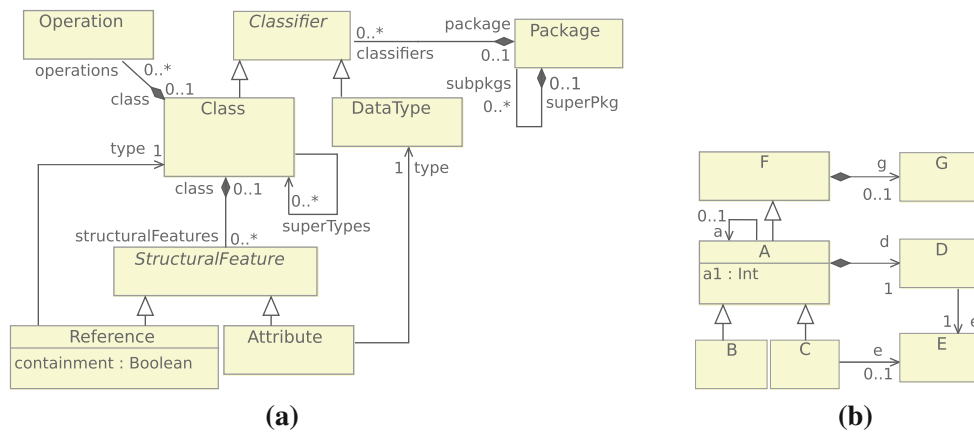 Operation
Classifier
Package
package
0..*
classifiers
0..1
operations
0..*
class
0..1
subpkgs
0..1
0..*
superPkg
Class
DataType
type 1
1 type
class
0..1
0..*
superTypes
structuralFeatures
0..*
StructuralFeature
Reference
containment : Boolean
Attribute
(a)
F
g
0..1
G
0..1
a
A
a1 : Int
d
1
D
1
e
B
C
e
0..1
E
(b)